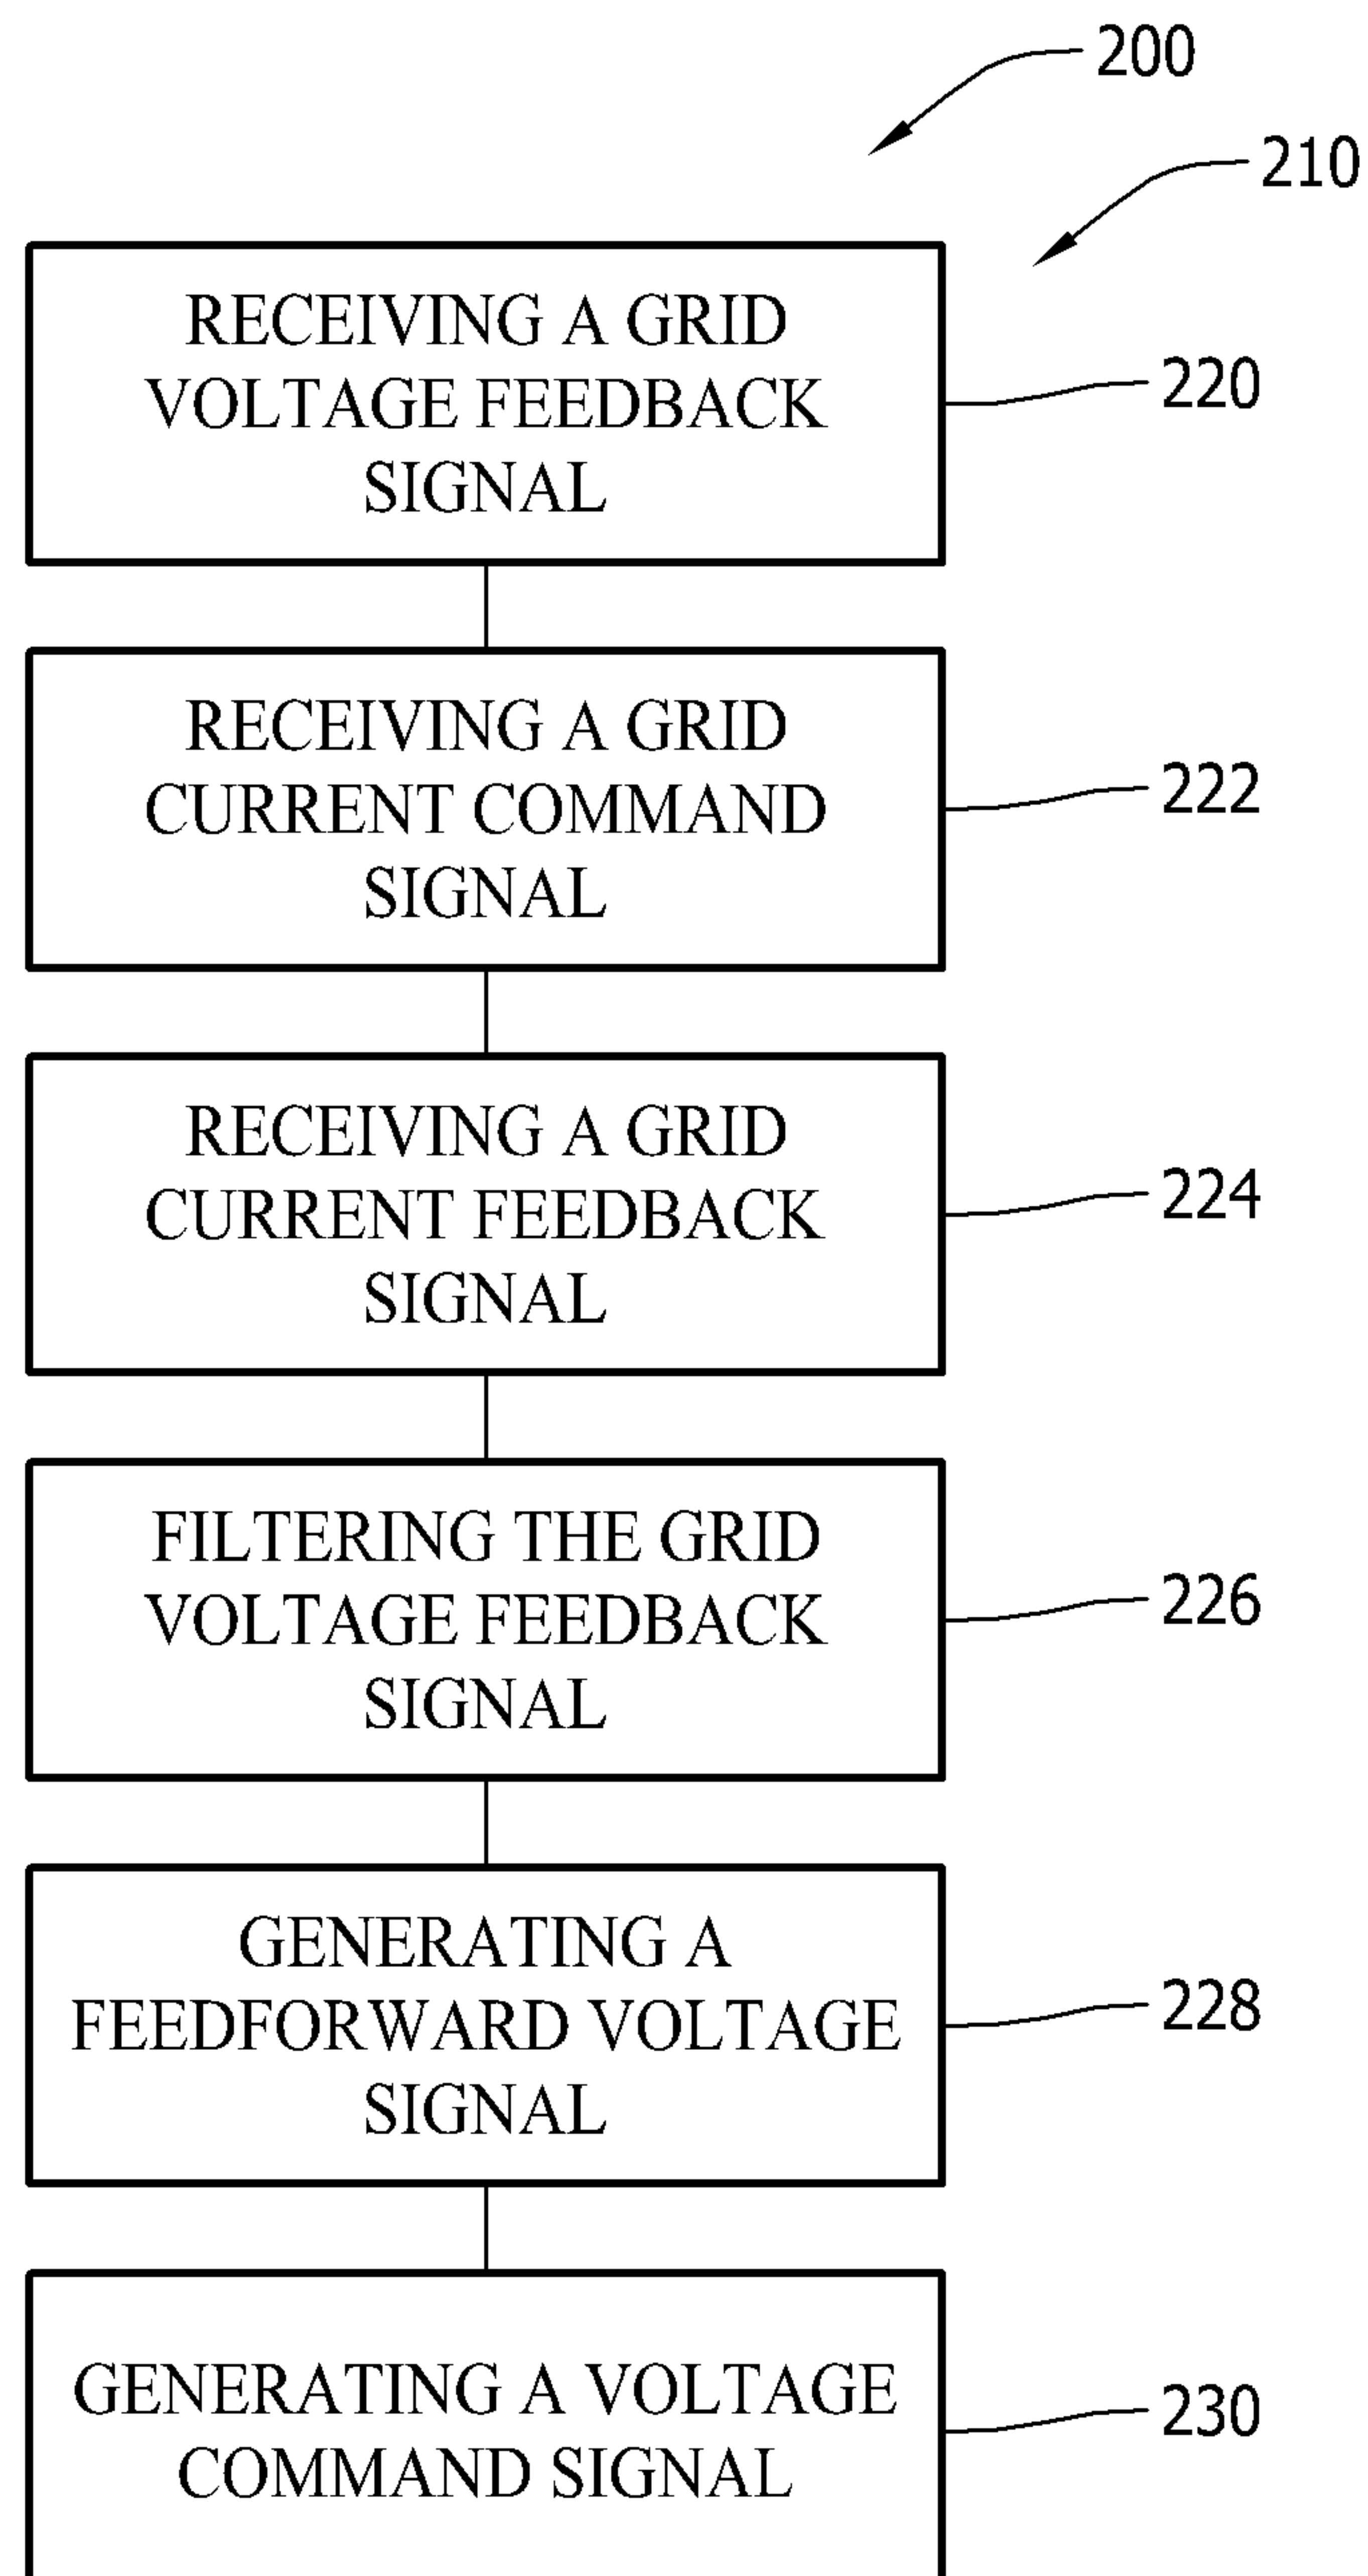 200
210
RECEIVING A GRID
VOLTAGE FEEDBACK
SIGNAL
220
RECEIVING A GRID
CURRENT COMMAND
SIGNAL
222
RECEIVING A GRID
CURRENT FEEDBACK
SIGNAL
224
FILTERING THE GRID
VOLTAGE FEEDBACK
SIGNAL
226
GENERATING A
FEEDFORWARD VOLTAGE
SIGNAL
228
GENERATING A VOLTAGE
COMMAND SIGNAL
230